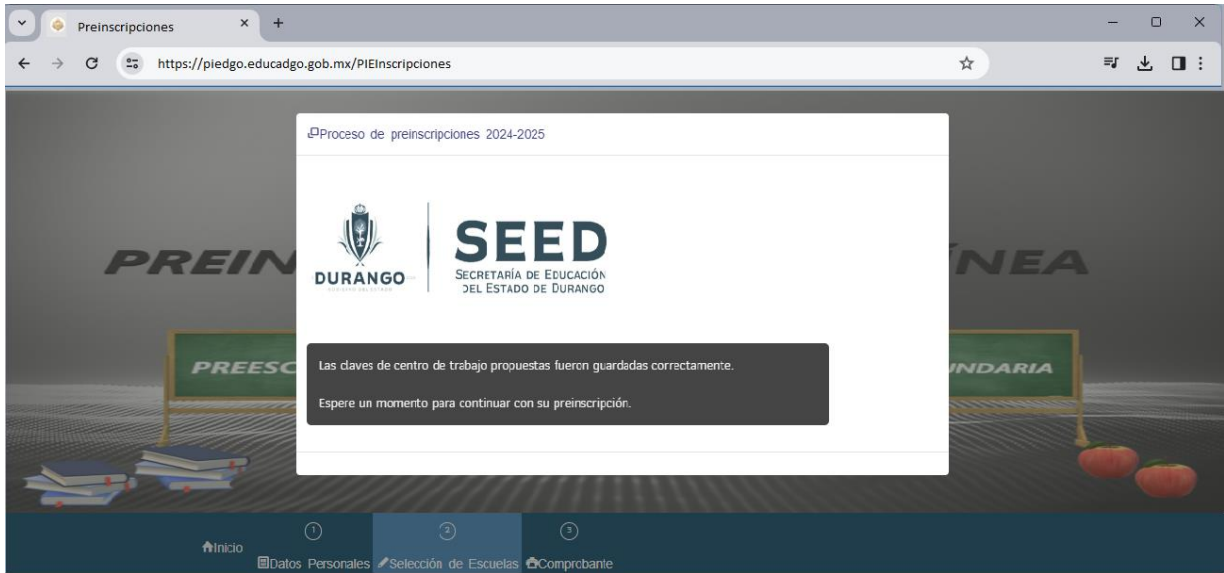 Preinscripciones
https://piedgo.educadgo.gob.mx/PIEInscripciones
Proceso de preinscripciones 2024-2025
PREIN
ÍNEA
DURANGO
SEED
SECRETARÍA DE EDUCACIÓN
DEL ESTADO DE DURANGO
PREESC
UNDARIA
Las claves de centro de trabajo propuestas fueron guardadas correctamente.
Espere un momento para continuar con su preinscripción.
Inicio
1
Datos Personales
2
Selección de Escuelas
3
Comprobante